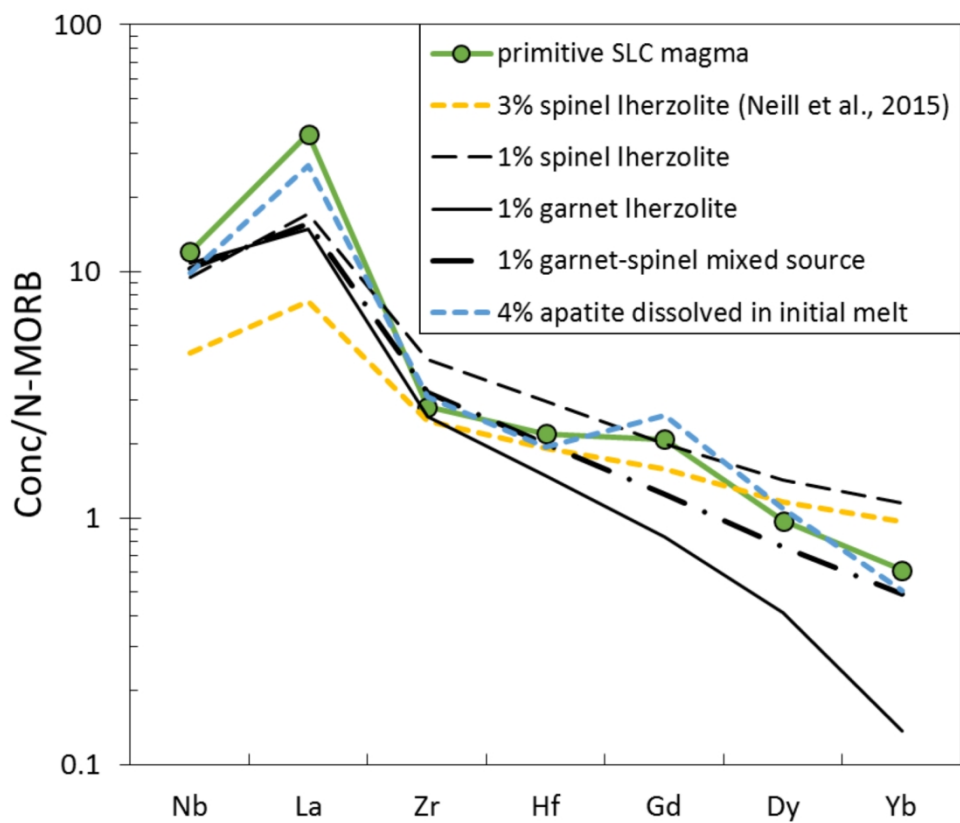 100
primitive SLC magma
3% spinel lherzolite (Neill et al., 2015)
1% spinel lherzolite
1% garnet lherzolite
1% garnet-spinel mixed source
4% apatite dissolved in initial melt
10
Conc/N-MORB
1
0.1
Nb La Zr Hf Gd Dy Yb